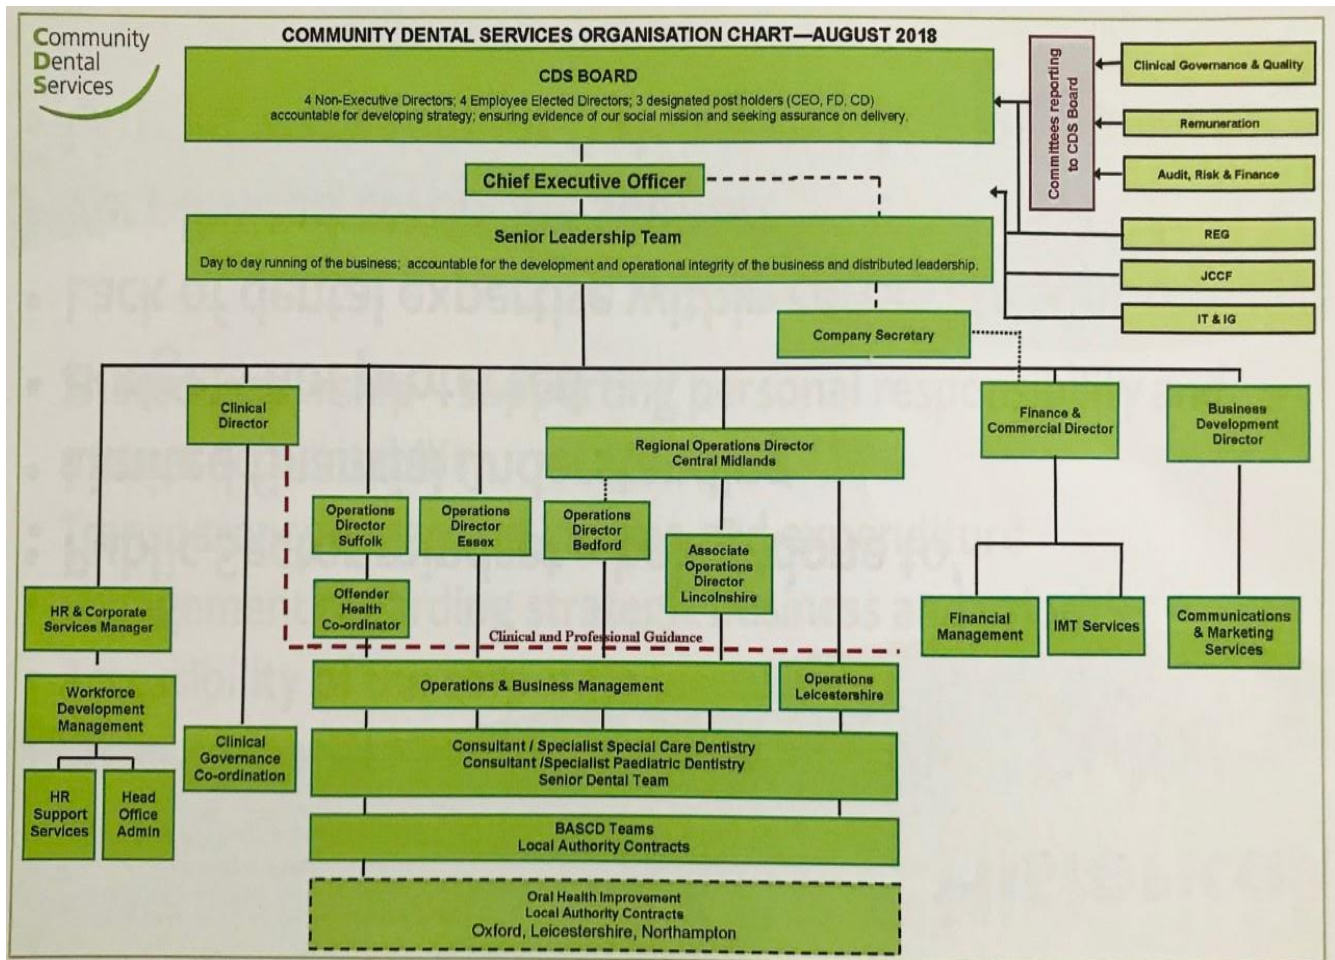 Community
Dental
Services
COMMUNITY DENTAL SERVICES ORGANISATION CHART—AUGUST 2018
CDS BOARD
4 Non-Executive Directors; 4 Employee Elected Directors; 3 designated post holders (CEO, FD, CD)
accountable for developing strategy; ensuring evidence of our social mission and seeking assurance on delivery.
Committees reporting
to CDS Board
Clinical Governance & Quality
Remuneration
Audit, Risk & Finance
REG
JCCF
IT & IG
Chief Executive Officer
Senior Leadership Team
Day to day running of the business; accountable for the development and operational integrity of the business and distributed leadership.
Company Secretary
Clinical
Director
Regional Operations Director
Central Midlands
Finance &
Commercial Director
Business
Development
Director
Operations
Director
Suffolk
Operations
Director
Essex
Operations
Director
Bedford
Associate
Operations
Director
Lincolnshire
Offender
Health
Co-ordinator
HR & Corporate
Services Manager
Financial
Management
IMT Services
Communications
& Marketing
Services
Clinical and Professional Guidance
Workforce
Development
Management
Operations & Business Management
Operations
Leicestershire
Clinical
Governance
Co-ordination
Consultant / Specialist Special Care Dentistry
Consultant /Specialist Paediatric Dentistry
Senior Dental Team
HR
Support
Services
Head
Office
Admin
BASCD Teams
Local Authority Contracts
Oral Health Improvement
Local Authority Contracts
Oxford, Leicestershire, Northampton